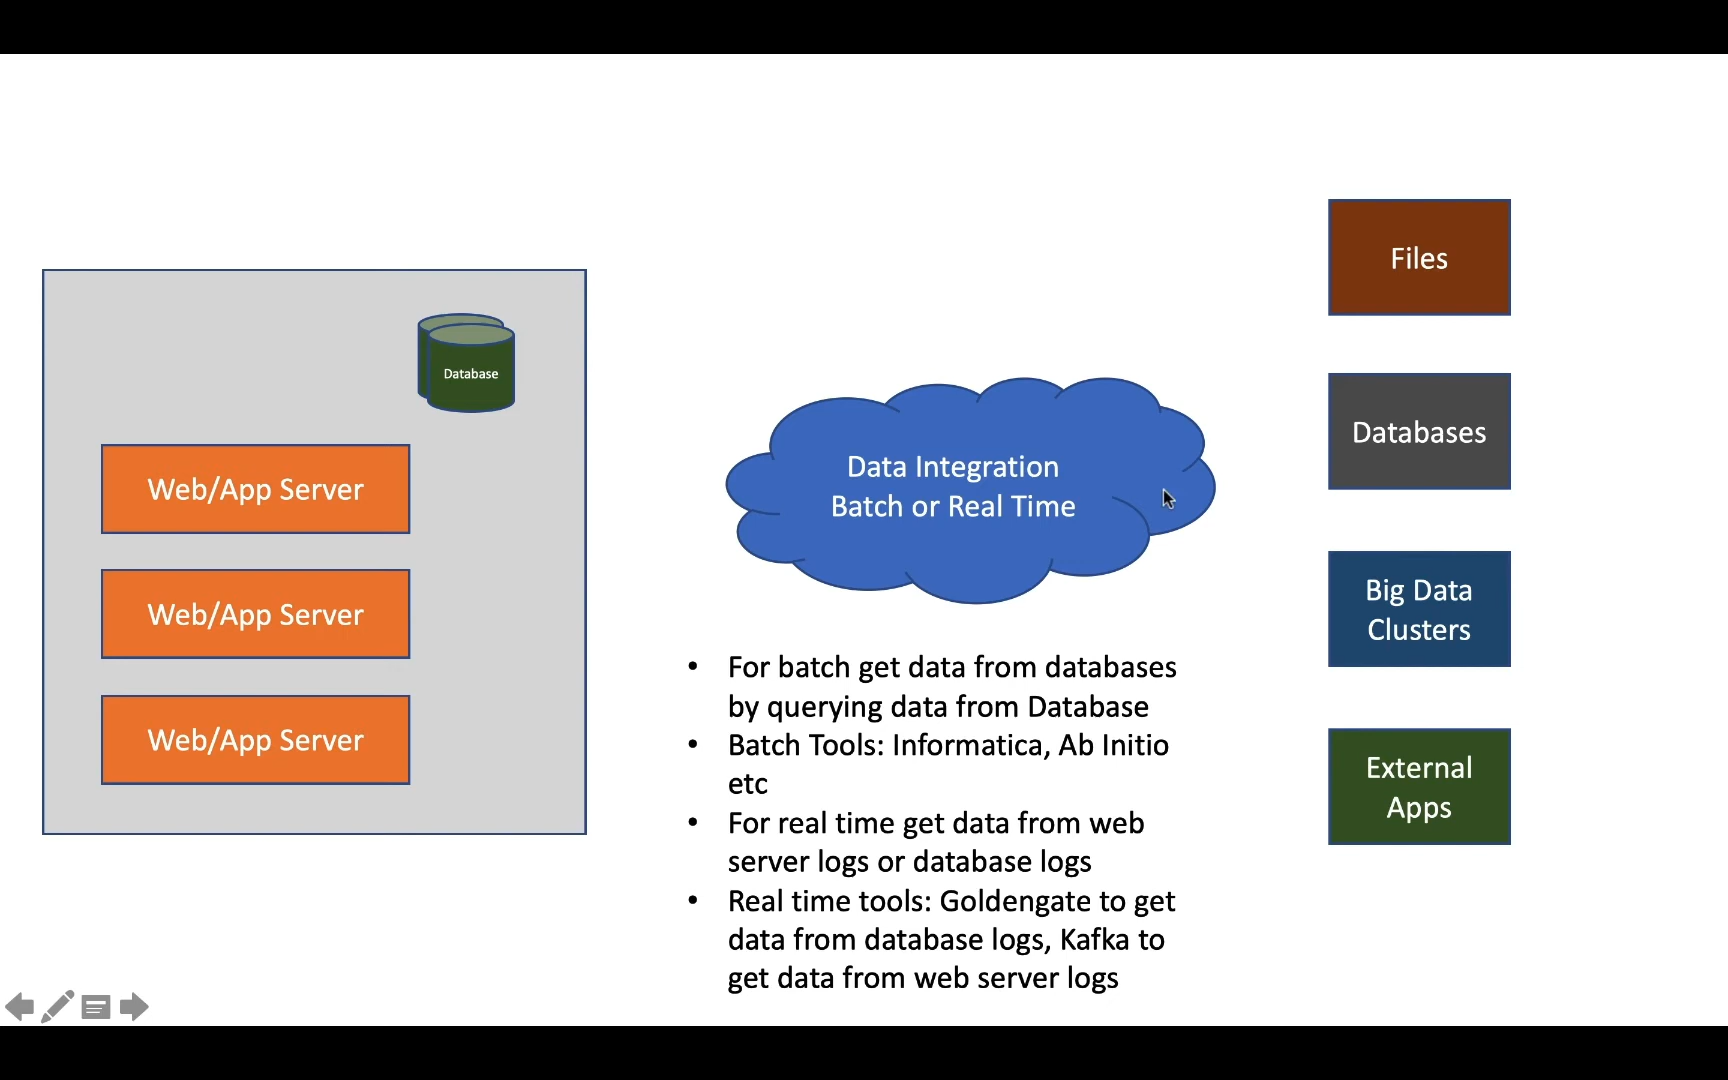 Database
Web/App Server
Web/App Server
Web/App Server
Data Integration
Batch or Real Time
• For batch get data from databases
by querying data from Database
• Batch Tools: Informatica, Ab Initio
etc
• For real time get data from web
server logs or database logs
• Real time tools: Goldengate to get
data from database logs, Kafka to
get data from web server logs
Files
Databases
Big Data
Clusters
External
Apps